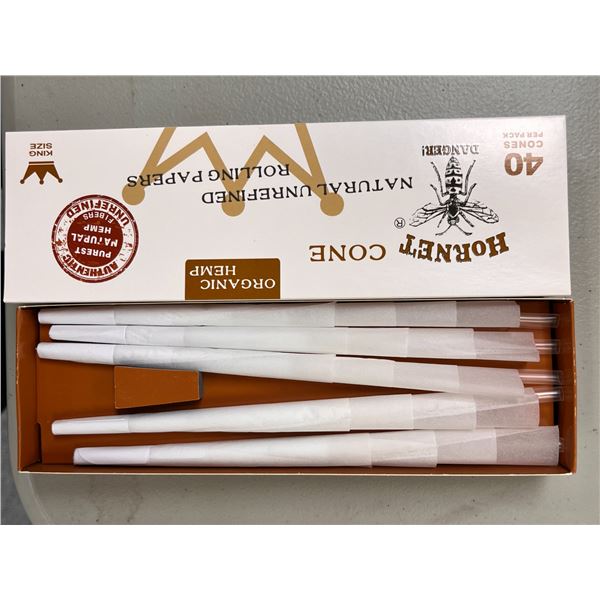 40
CONES
PER PACK
DANGER!
HORNET
®
CONE
NATURAL UNREFINED
ROLLING PAPERS
ORGANIC
HEMP
KING
SIZE
UNREFINED
FIBERS
PUREST
NATURAL
HEMP
AUTHENTIC